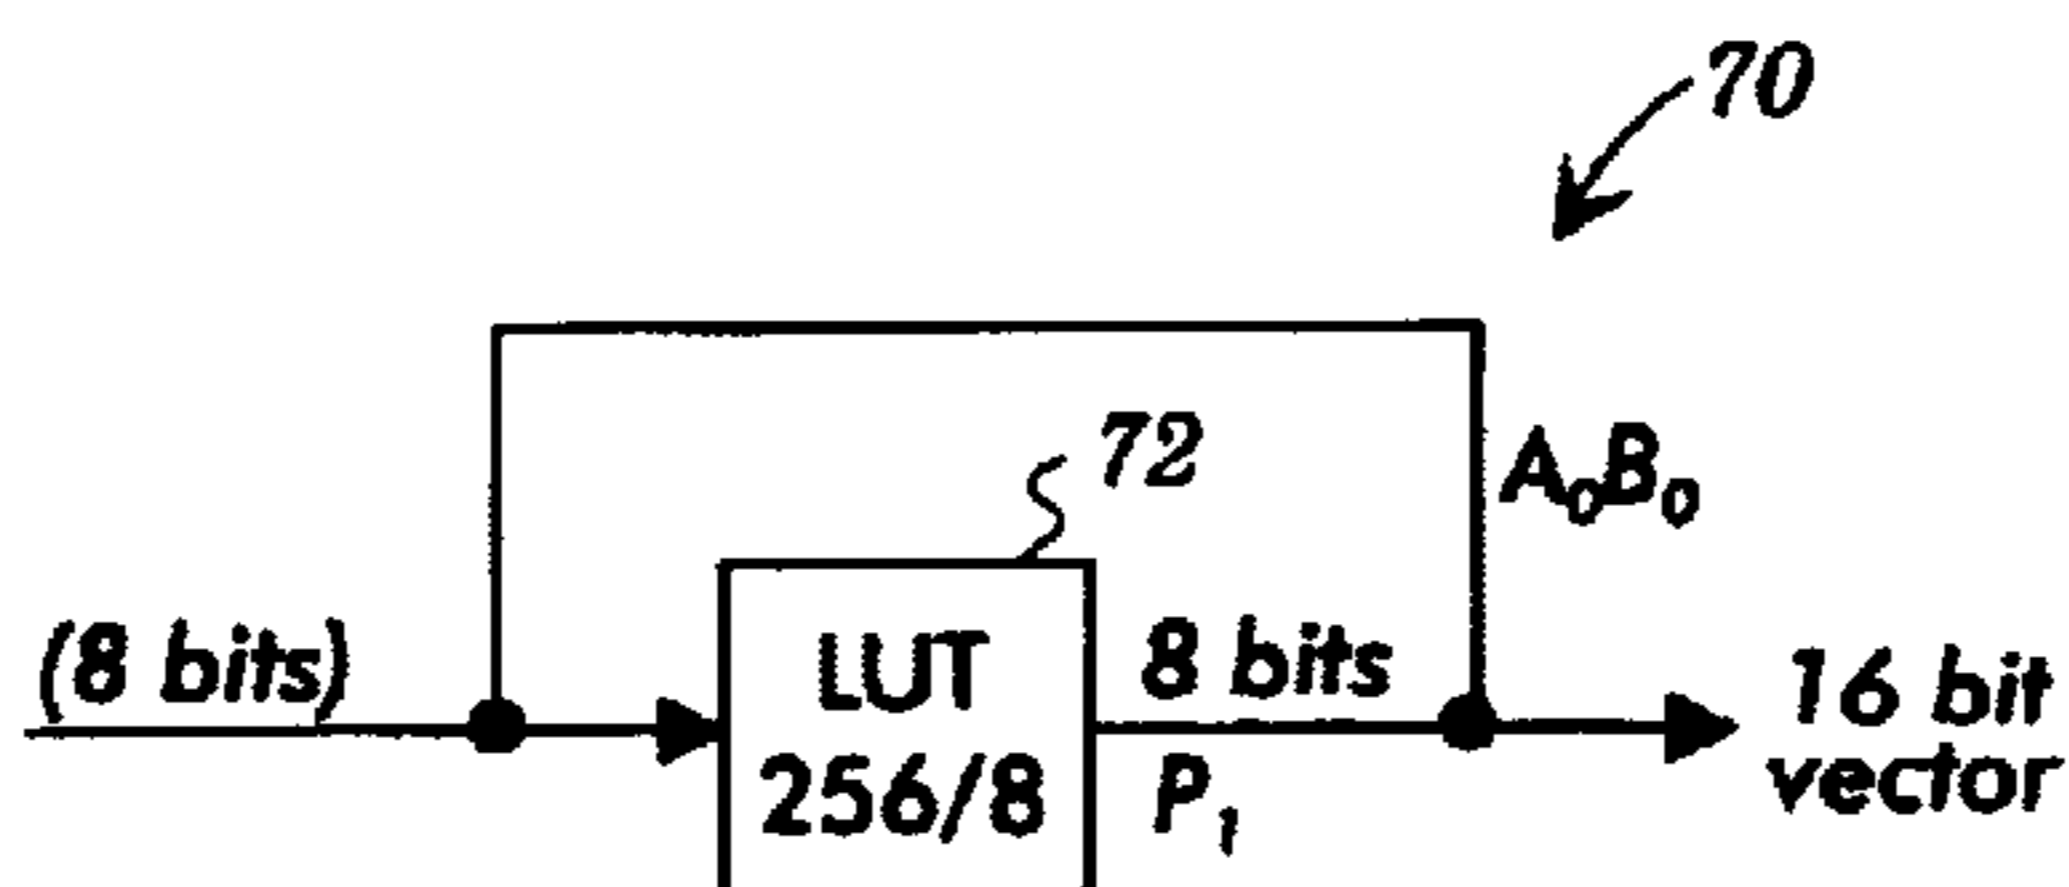 70
72
A₀B₀
(8 bits)
LUT
256/8
8 bits
P₁
16 bit
vector